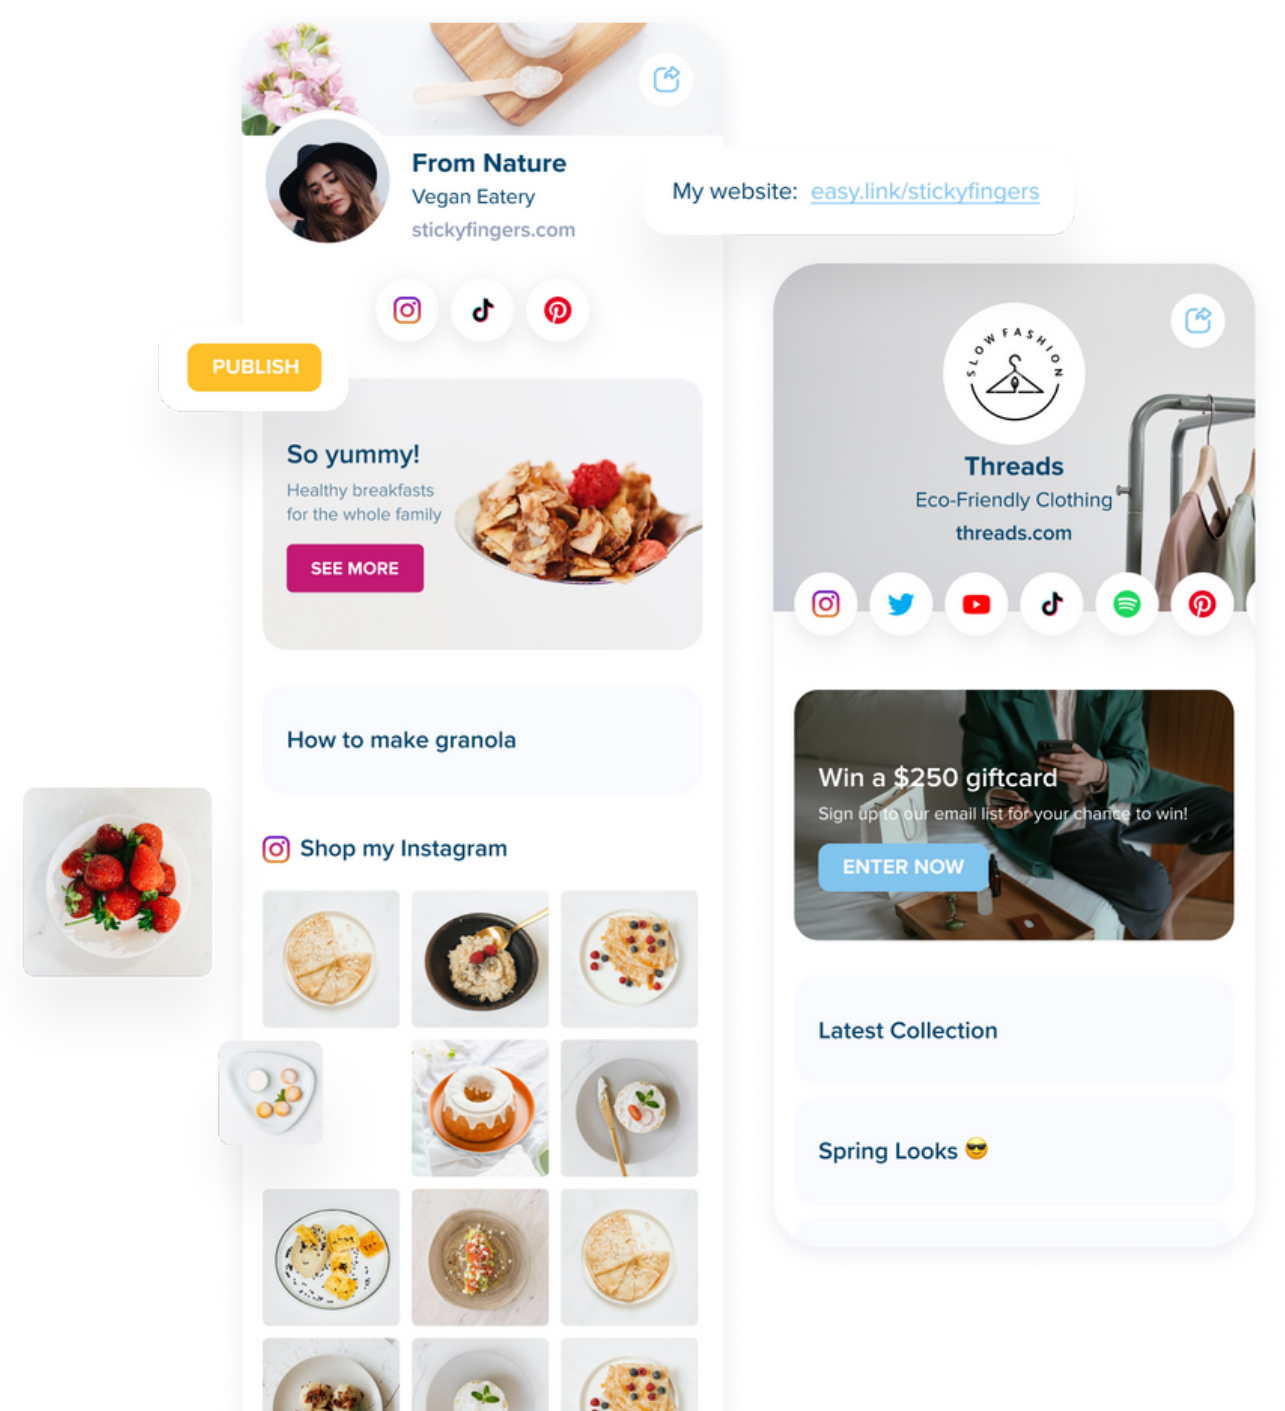 From Nature
Vegan Eatery
stickyfingers.com
My website: easy.link/stickyfingers
PUBLISH
So yummy!
Healthy breakfasts
for the whole family
SEE MORE
How to make granola
Shop my Instagram
SLOW FASHION
Threads
Eco-Friendly Clothing
threads.com
Win a $250 giftcard
Sign up to our email list for your chance to win!
ENTER NOW
Latest Collection
Spring Looks 😎